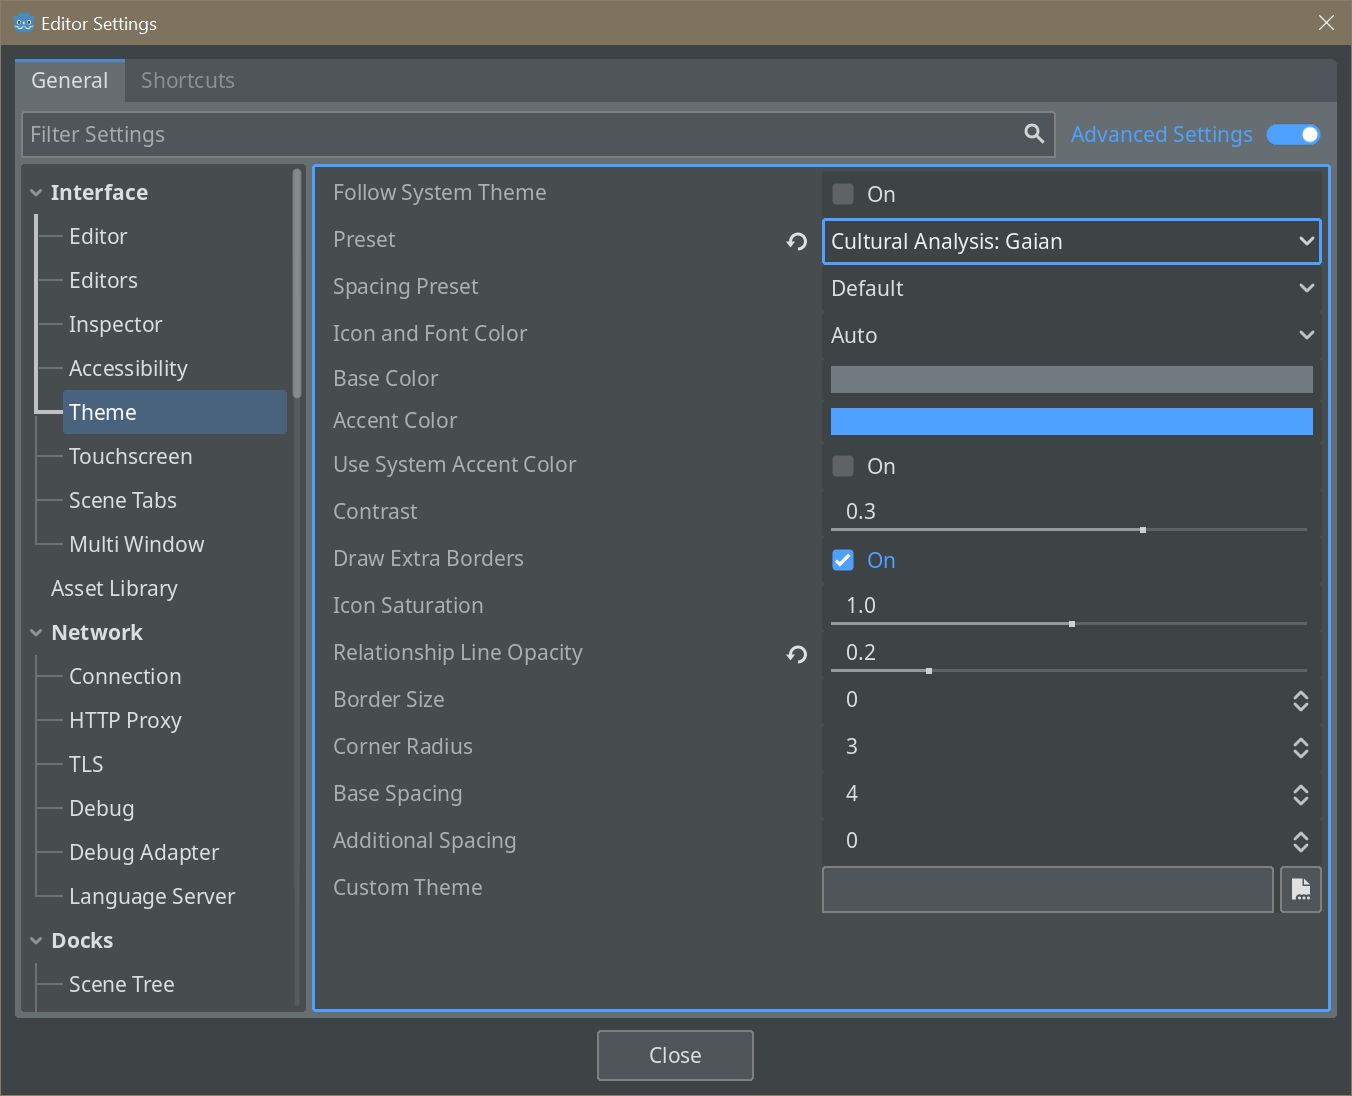 Editor Settings
General
Shortcuts
Filter Settings
Advanced Settings
Interface
Editor
Editors
Inspector
Accessibility
Theme
Touchscreen
Scene Tabs
Multi Window
Asset Library
Network
Connection
HTTP Proxy
TLS
Debug
Debug Adapter
Language Server
Docks
Scene Tree
Follow System Theme
On
Preset
Cultural Analysis: Gaian
Spacing Preset
Default
Icon and Font Color
Auto
Base Color
Accent Color
Use System Accent Color
On
Contrast
0.3
Draw Extra Borders
On
Icon Saturation
1.0
Relationship Line Opacity
0.2
Border Size
0
Corner Radius
3
Base Spacing
4
Additional Spacing
0
Custom Theme
Close